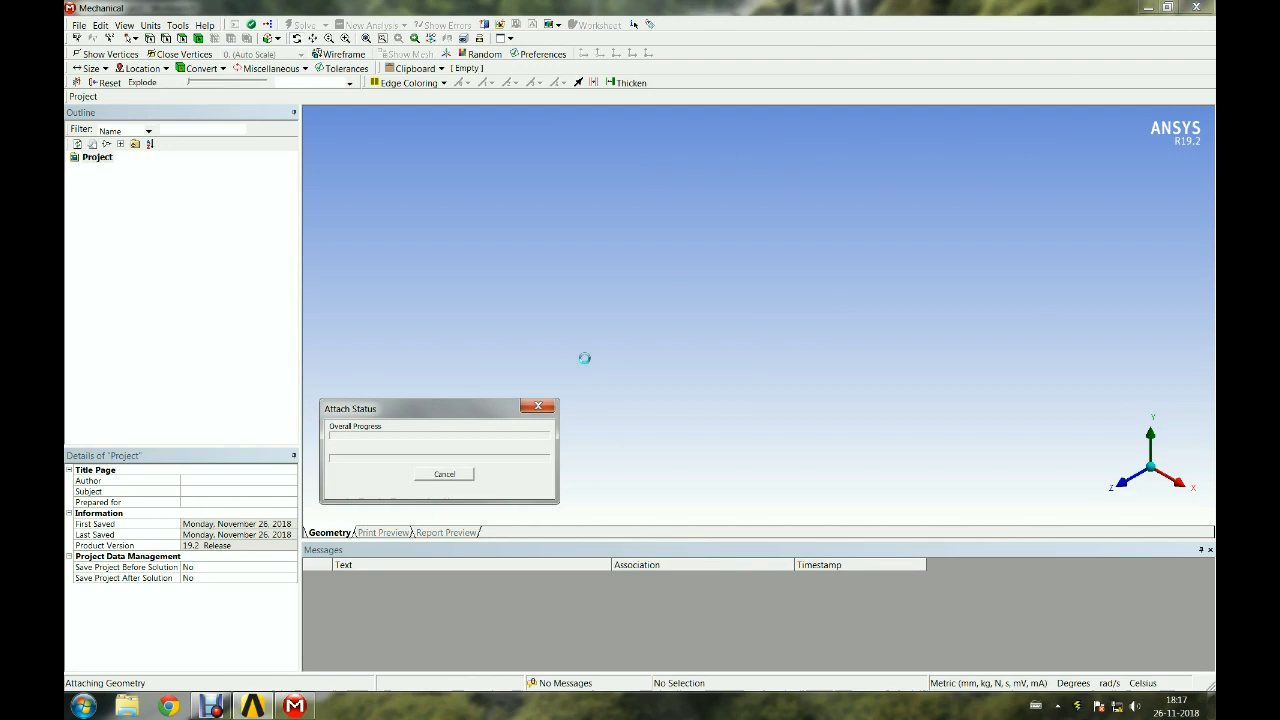 Mechanical
File Edit View Units Tools Help Solve New Analysis Show Errors Worksheet
Show Vertices Close Vertices 0. (Auto Scale) Wireframe Show Mesh Random Preferences
Size Location Convert Miscellaneous Tolerances Clipboard [ Empty ]
Reset Explode Edge Coloring Thicken
Project
Outline
Filter: Name
Project
ANSYS
R19.2
Attach Status
Overall Progress
Cancel
Y
Z
X
Details of "Project"
Title Page
Author
Subject
Prepared for
Information
First Saved Monday, November 26, 2018
Last Saved Monday, November 26, 2018
Product Version 19.2 Release
Project Data Management
Save Project Before Solution No
Save Project After Solution No
Geometry Print Preview Report Preview
Messages
Text Association Timestamp
Attaching Geometry No Messages No Selection Metric (mm, kg, N, s, mV, mA) Degrees rad/s Celsius
18:17
26-11-2018